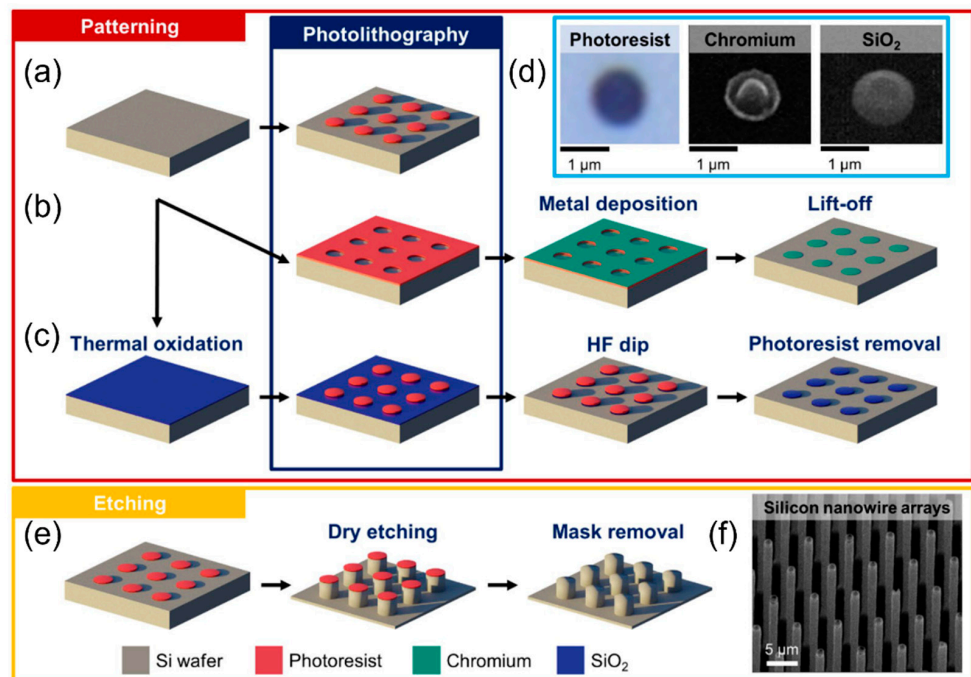 Patterning
Photolithography
(a)
(d)
Photoresist
Chromium
SiO₂
1 µm
1 µm
1 µm
(b)
Metal deposition
Lift-off
(c)
Thermal oxidation
HF dip
Photoresist removal
Etching
(e)
Dry etching
Mask removal
(f)
Silicon nanowire arrays
5 µm
Si wafer
Photoresist
Chromium
SiO₂